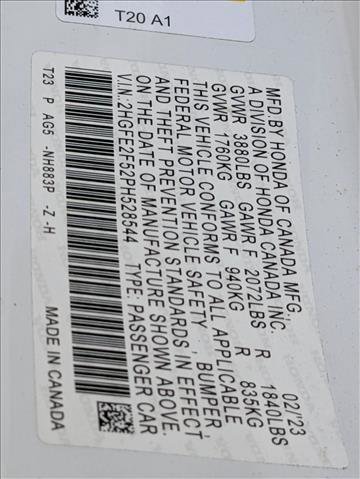 T20 A1
MFD.BY HONDA OF CANADA MFG., 02/'23
A DIVISION OF HONDA CANADA INC.
GVWR 3880LBS GAWR F 2072LBS R 1840LBS
GVWR 1760KG GAWR F 940KG R 835KG
THIS VEHICLE CONFORMS TO ALL APPLICABLE
FEDERAL MOTOR VEHICLE SAFETY , BUMPER,
AND THEFT PREVENTION STANDARDS IN EFFECT
ON THE DATE OF MANUFACTURE SHOWN ABOVE.
V.I.N:2HGFE2F52PH528564 TYPE: PASSENGER CAR
T23 P AG5 -NH883P -Z -H MADE IN CANADA